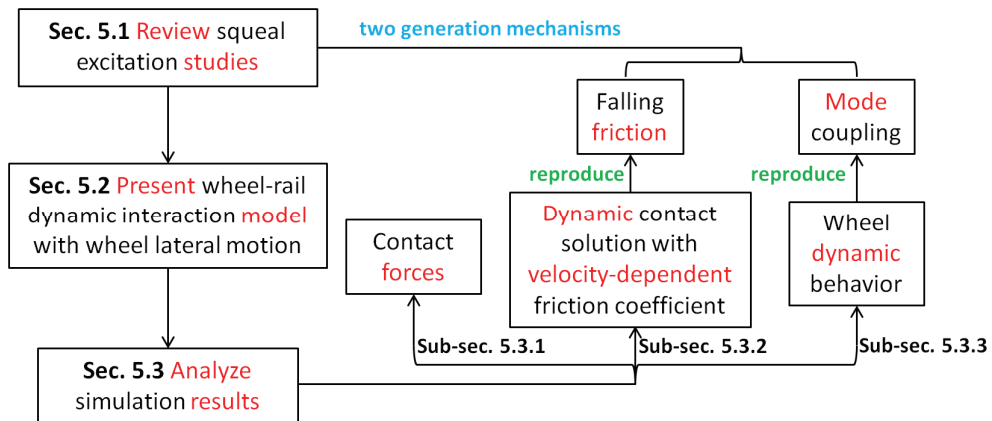 Sec. 5.1 Review squeal
excitation studies
two generation mechanisms
Falling
friction
Mode
coupling
reproduce
reproduce
Sec. 5.2 Present wheel-rail
dynamic interaction model
with wheel lateral motion
Contact
forces
Dynamic contact
solution with
velocity-dependent
friction coefficient
Wheel
dynamic
behavior
Sub-sec. 5.3.1
Sub-sec. 5.3.2
Sub-sec. 5.3.3
Sec. 5.3 Analyze
simulation results